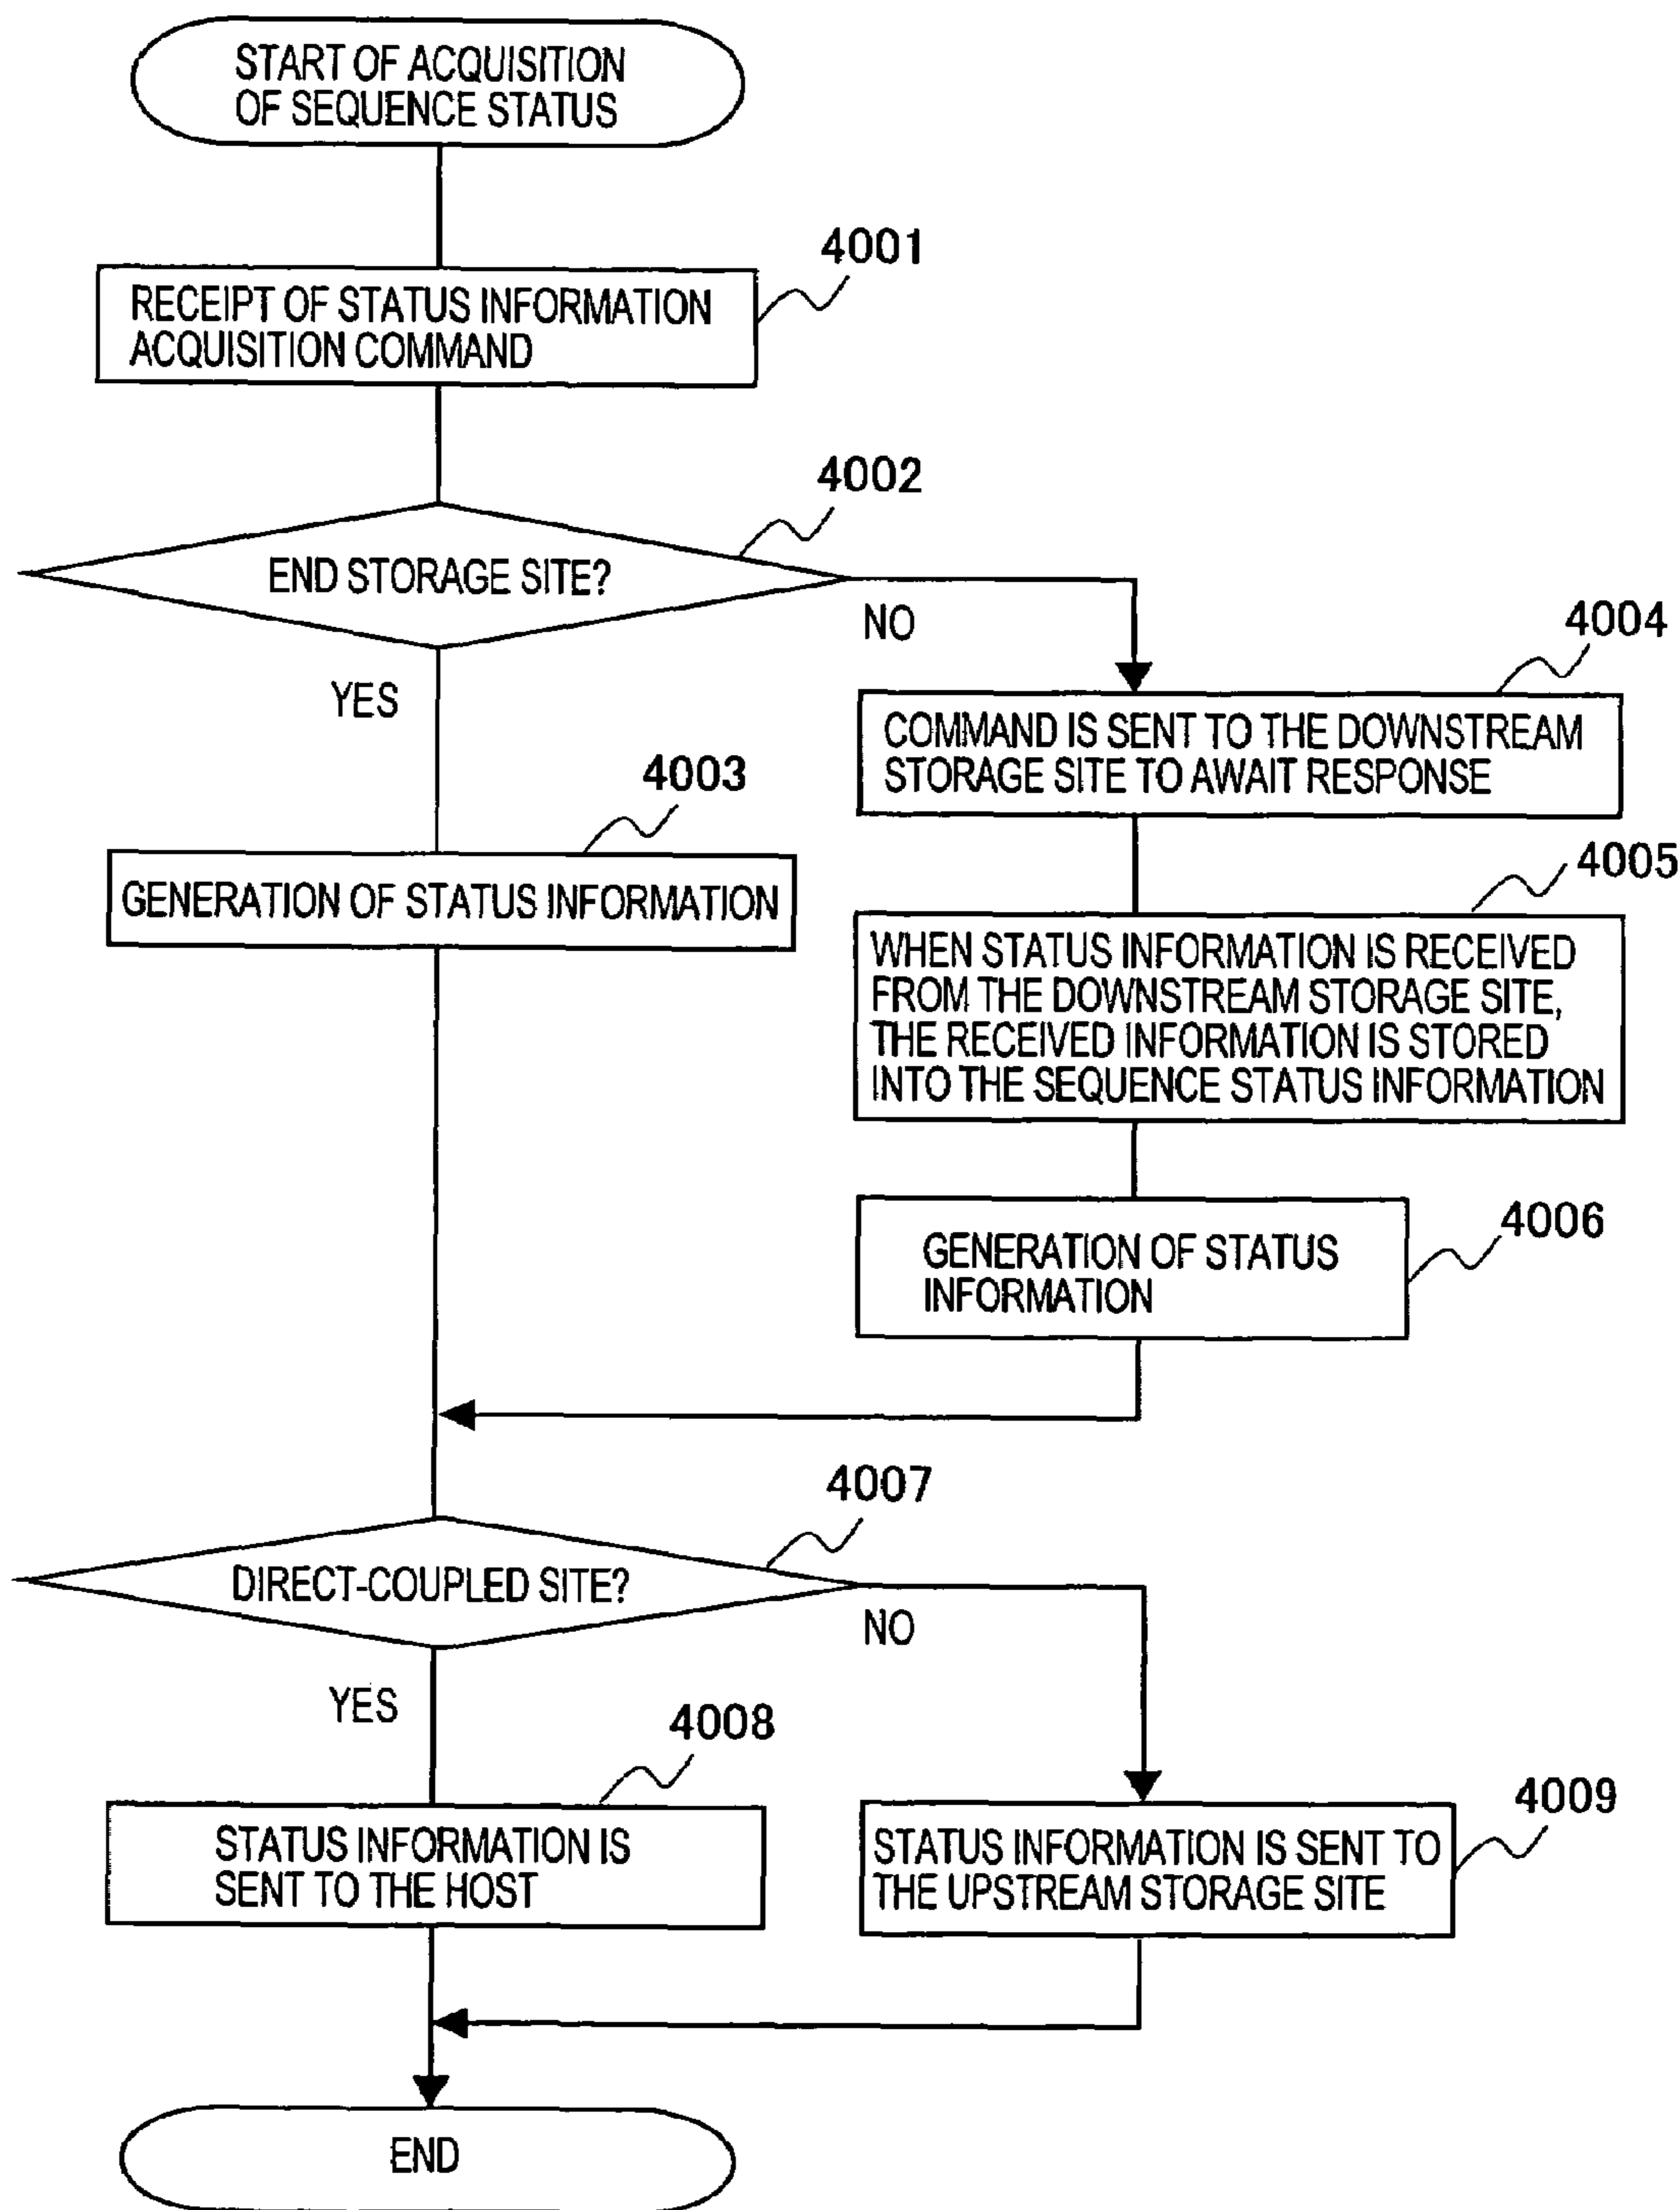 START OF ACQUISITION
OF SEQUENCE STATUS
4001
RECEIPT OF STATUS INFORMATION
ACQUISITION COMMAND
4002
END STORAGE SITE?
NO
YES
4004
COMMAND IS SENT TO THE DOWNSTREAM
STORAGE SITE TO AWAIT RESPONSE
4003
GENERATION OF STATUS INFORMATION
4005
WHEN STATUS INFORMATION IS RECEIVED
FROM THE DOWNSTREAM STORAGE SITE,
THE RECEIVED INFORMATION IS STORED
INTO THE SEQUENCE STATUS INFORMATION
4006
GENERATION OF STATUS
INFORMATION
4007
DIRECT-COUPLED SITE?
NO
YES
4008
STATUS INFORMATION IS
SENT TO THE HOST
4009
STATUS INFORMATION IS SENT TO
THE UPSTREAM STORAGE SITE
END